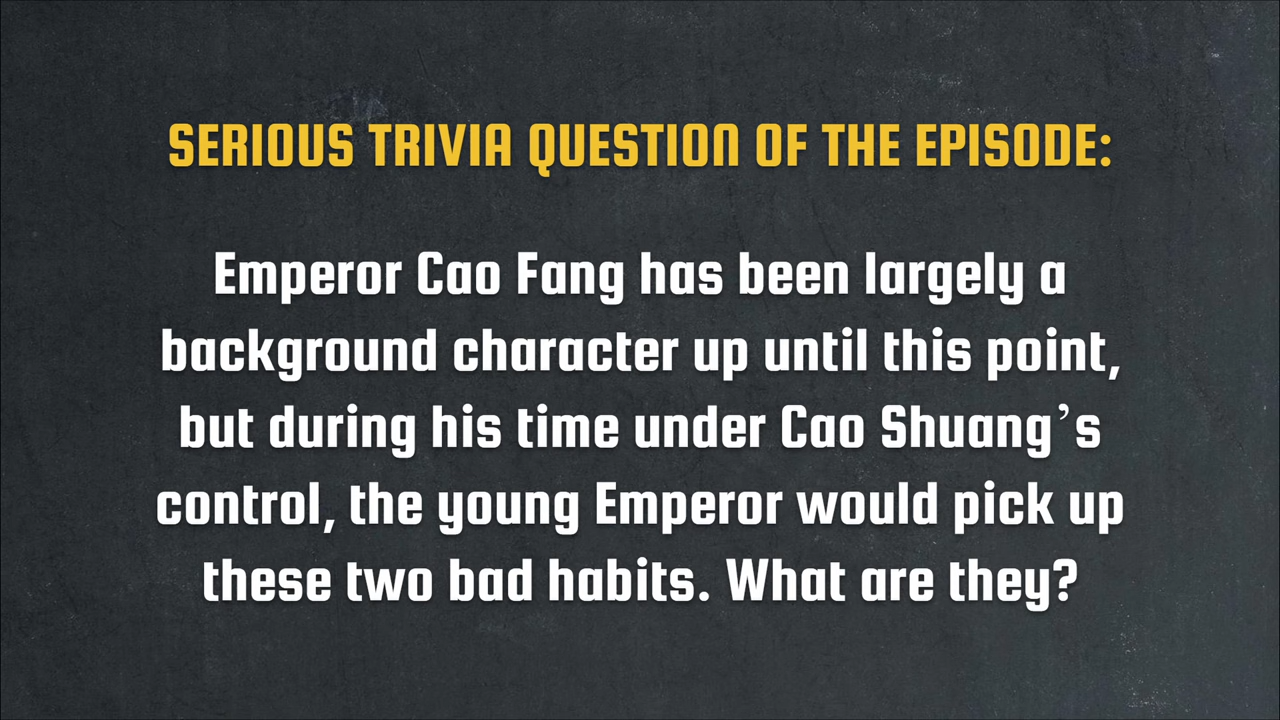 SERIOUS TRIVIA QUESTION OF THE EPISODE:
Emperor Cao Fang has been largely a
background character up until this point,
but during his time under Cao Shuang’s
control, the young Emperor would pick up
these two bad habits. What are they?